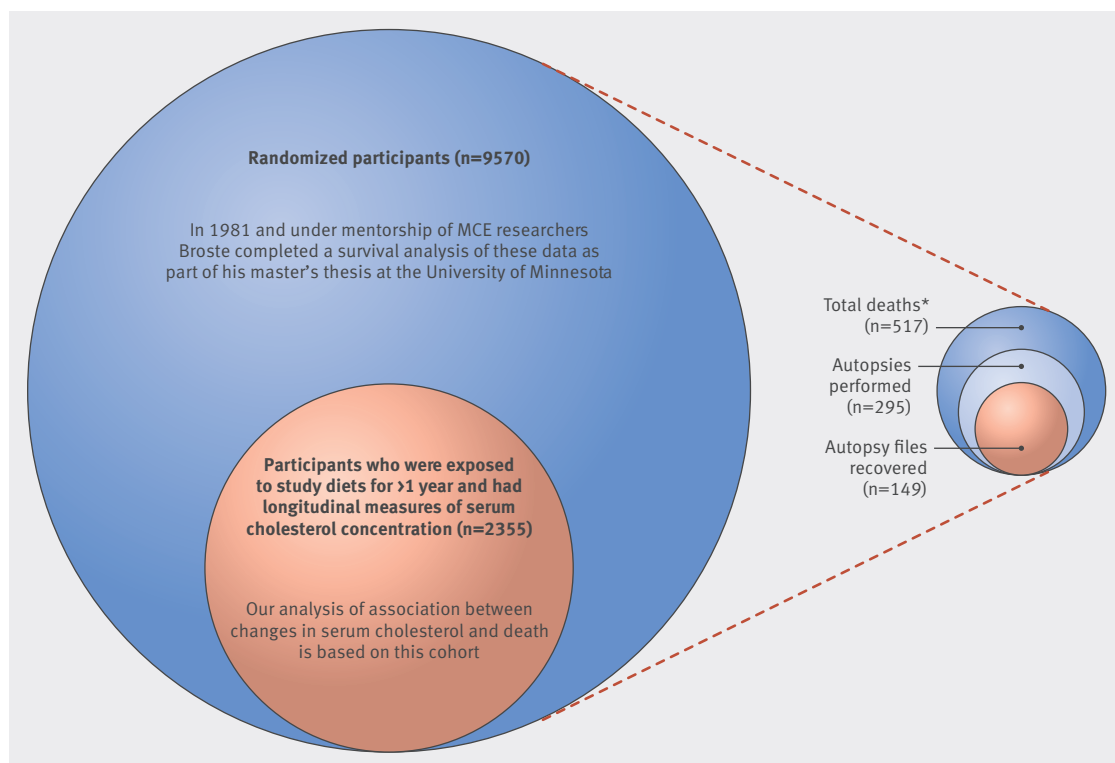 Randomized participants (n=9570)
In 1981 and under mentorship of MCE researchers
Broste completed a survival analysis of these data as
part of his master’s thesis at the University of Minnesota
Participants who were exposed
to study diets for >1 year and had
longitudinal measures of serum
cholesterol concentration (n=2355)
Our analysis of association between
changes in serum cholesterol and death
is based on this cohort
Total deaths*
(n=517)
Autopsies
performed
(n=295)
Autopsy files
recovered
(n=149)